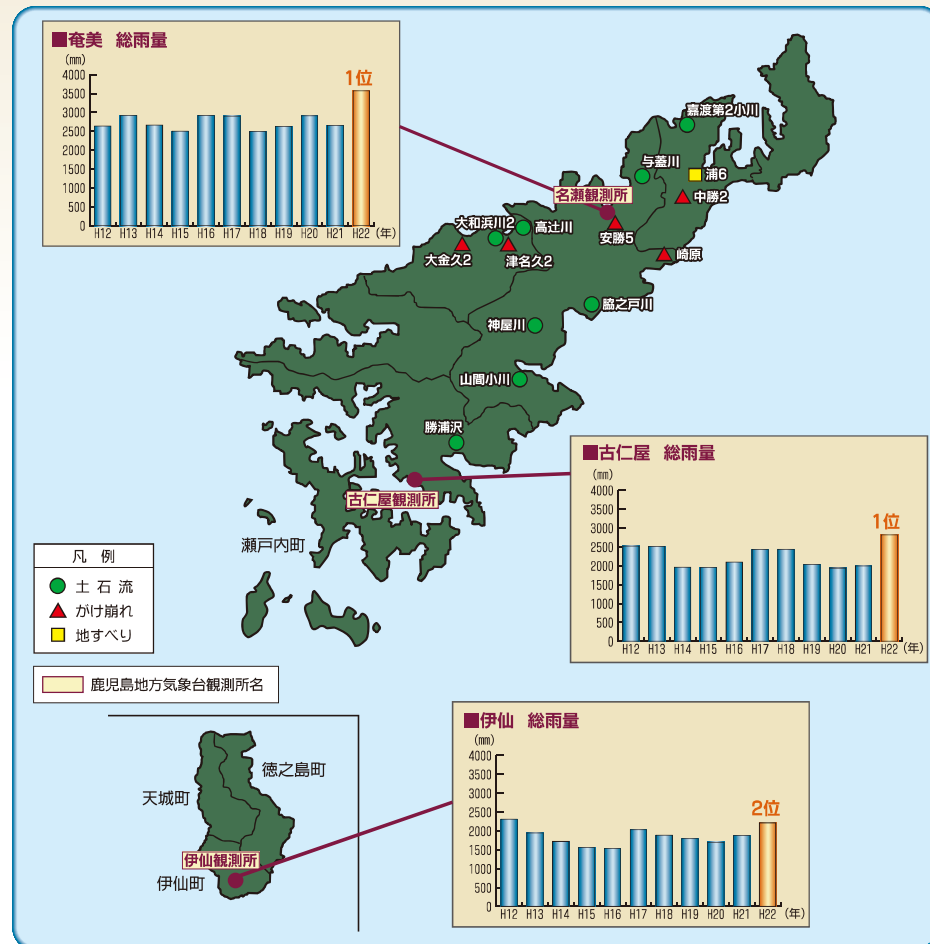 ■奄美 総雨量
(mm)
4000
3500
3000
2500
2000
1500
1000
500
0
1位
H12 H13 H14 H15 H16 H17 H18 H19 H20 H21 H22 (年)
嘉渡第2小川
与蓋川
浦6
名瀬観測所
中勝2
大和浜川2
高辻川
安勝5
大金久2
津名久2
崎原
脇之戸川
神屋川
山間小川
勝浦沢
古仁屋観測所
瀬戸内町
■古仁屋 総雨量
(mm)
4000
3500
3000
2500
2000
1500
1000
500
0
1位
H12 H13 H14 H15 H16 H17 H18 H19 H20 H21 H22 (年)
凡 例
土 石 流
がけ崩れ
地すべり
鹿児島地方気象台観測所名
徳之島町
天城町
伊仙観測所
伊仙町
■伊仙 総雨量
(mm)
4000
3500
3000
2500
2000
1500
1000
500
0
2位
H12 H13 H14 H15 H16 H17 H18 H19 H20 H21 H22 (年)